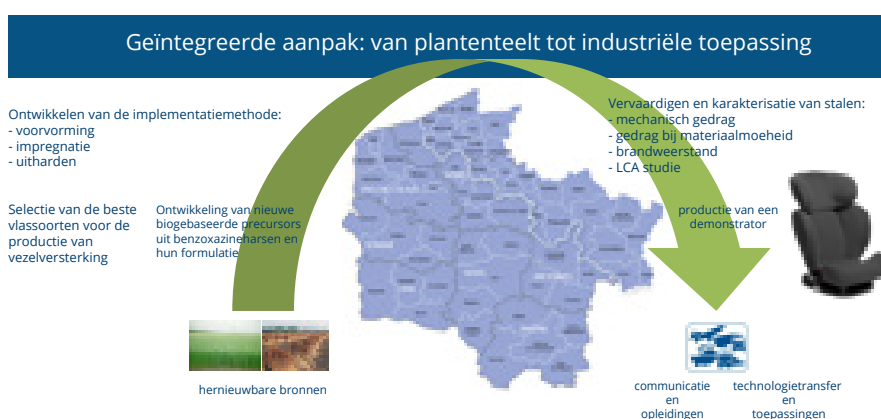 Geïntegreerde aanpak: van plantenteelt tot industriële toepassing
Ontwikkelen van de implementatiemethode:
- voorvorming
- impregnatie
- uitharden
Selectie van de beste
vlassoorten voor de
productie van
vezelversterking
Ontwikkeling van nieuwe
biogebaseerde precursors
uit benzoxazineharsen en
hun formulatie
Vervaardigen en karakterisatie van stalen:
- mechanisch gedrag
- gedrag bij materiaalmoeheid
- brandweerstand
- LCA studie
productie van een
demonstrator
hernieuwbare bronnen
communicatie
en
opleidingen
technologietransfer
en
toepassingen